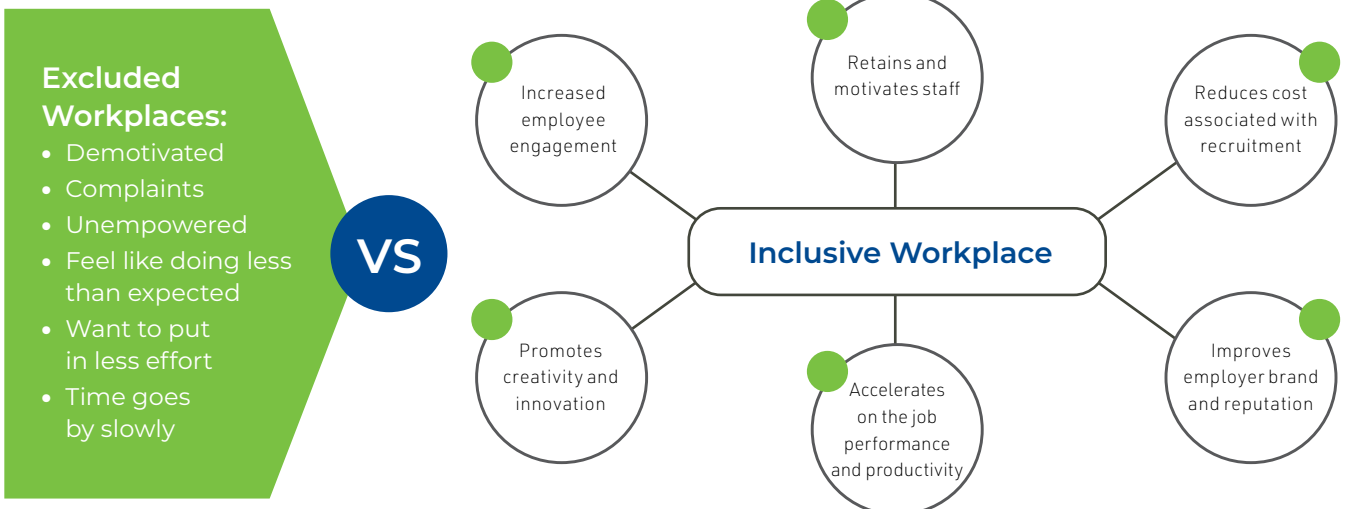 Excluded
Workplaces:
• Demotivated
• Complaints
• Unempowered
• Feel like doing less
than expected
• Want to put
in less effort
• Time goes
by slowly
VS
Increased
employee
engagement
Retains and
motivates staff
Reduces cost
associated with
recruitment
Inclusive Workplace
Promotes
creativity and
innovation
Accelerates
on the job
performance
and productivity
Improves
employer brand
and reputation